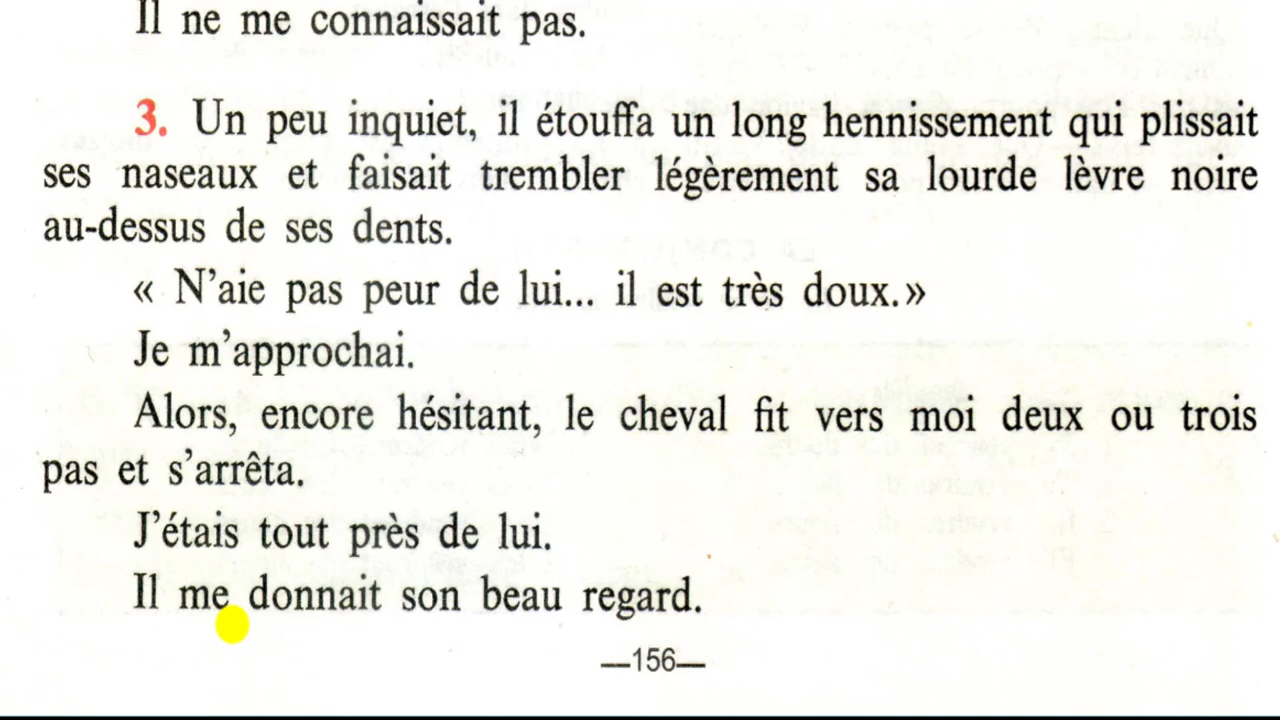 Il ne me connaissait pas.
3. Un peu inquiet, il étouffa un long hennissement qui plissait
ses naseaux et faisait trembler légèrement sa lourde lèvre noire
au-dessus de ses dents.
« N'aie pas peur de lui... il est très doux.»
Je m'approchai.
Alors, encore hésitant, le cheval fit vers moi deux ou trois
pas et s'arrêta.
J'étais tout près de lui.
Il me donnait son beau regard.
—156—